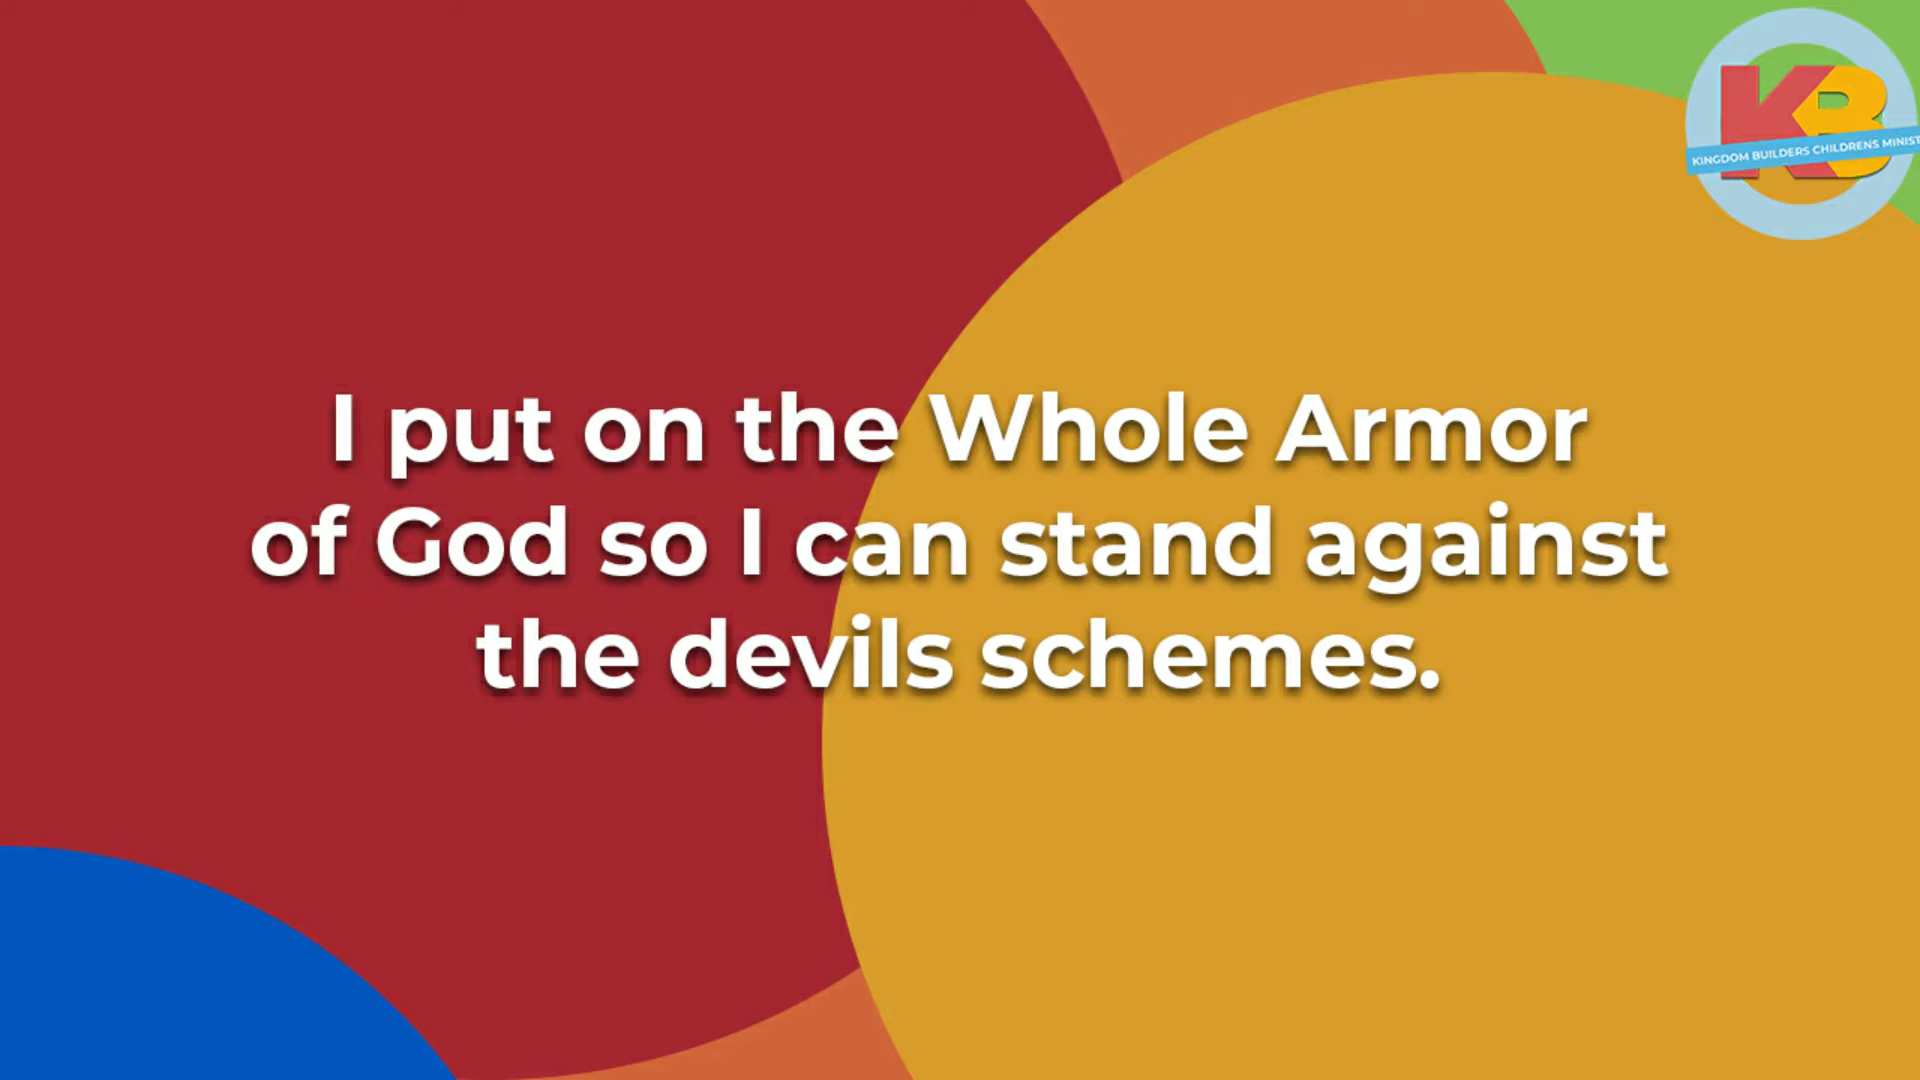 KB
KINGDOM BUILDERS CHILDRENS MINIST
I put on the Whole Armor
of God so I can stand against
the devils schemes.